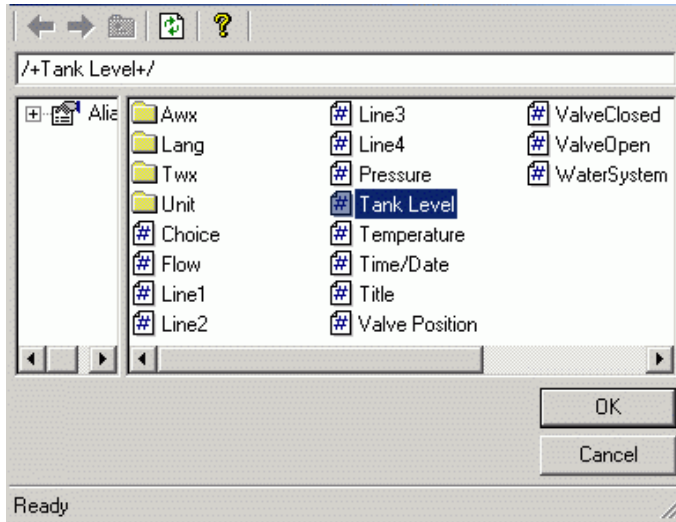 /+Tank Level+/
Alia
Awx
Lang
Twx
Unit
Choice
Flow
Line1
Line2
Line3
Line4
Pressure
Tank Level
Temperature
Time/Date
Title
Valve Position
ValveClosed
ValveOpen
WaterSystem
OK
Cancel
Ready